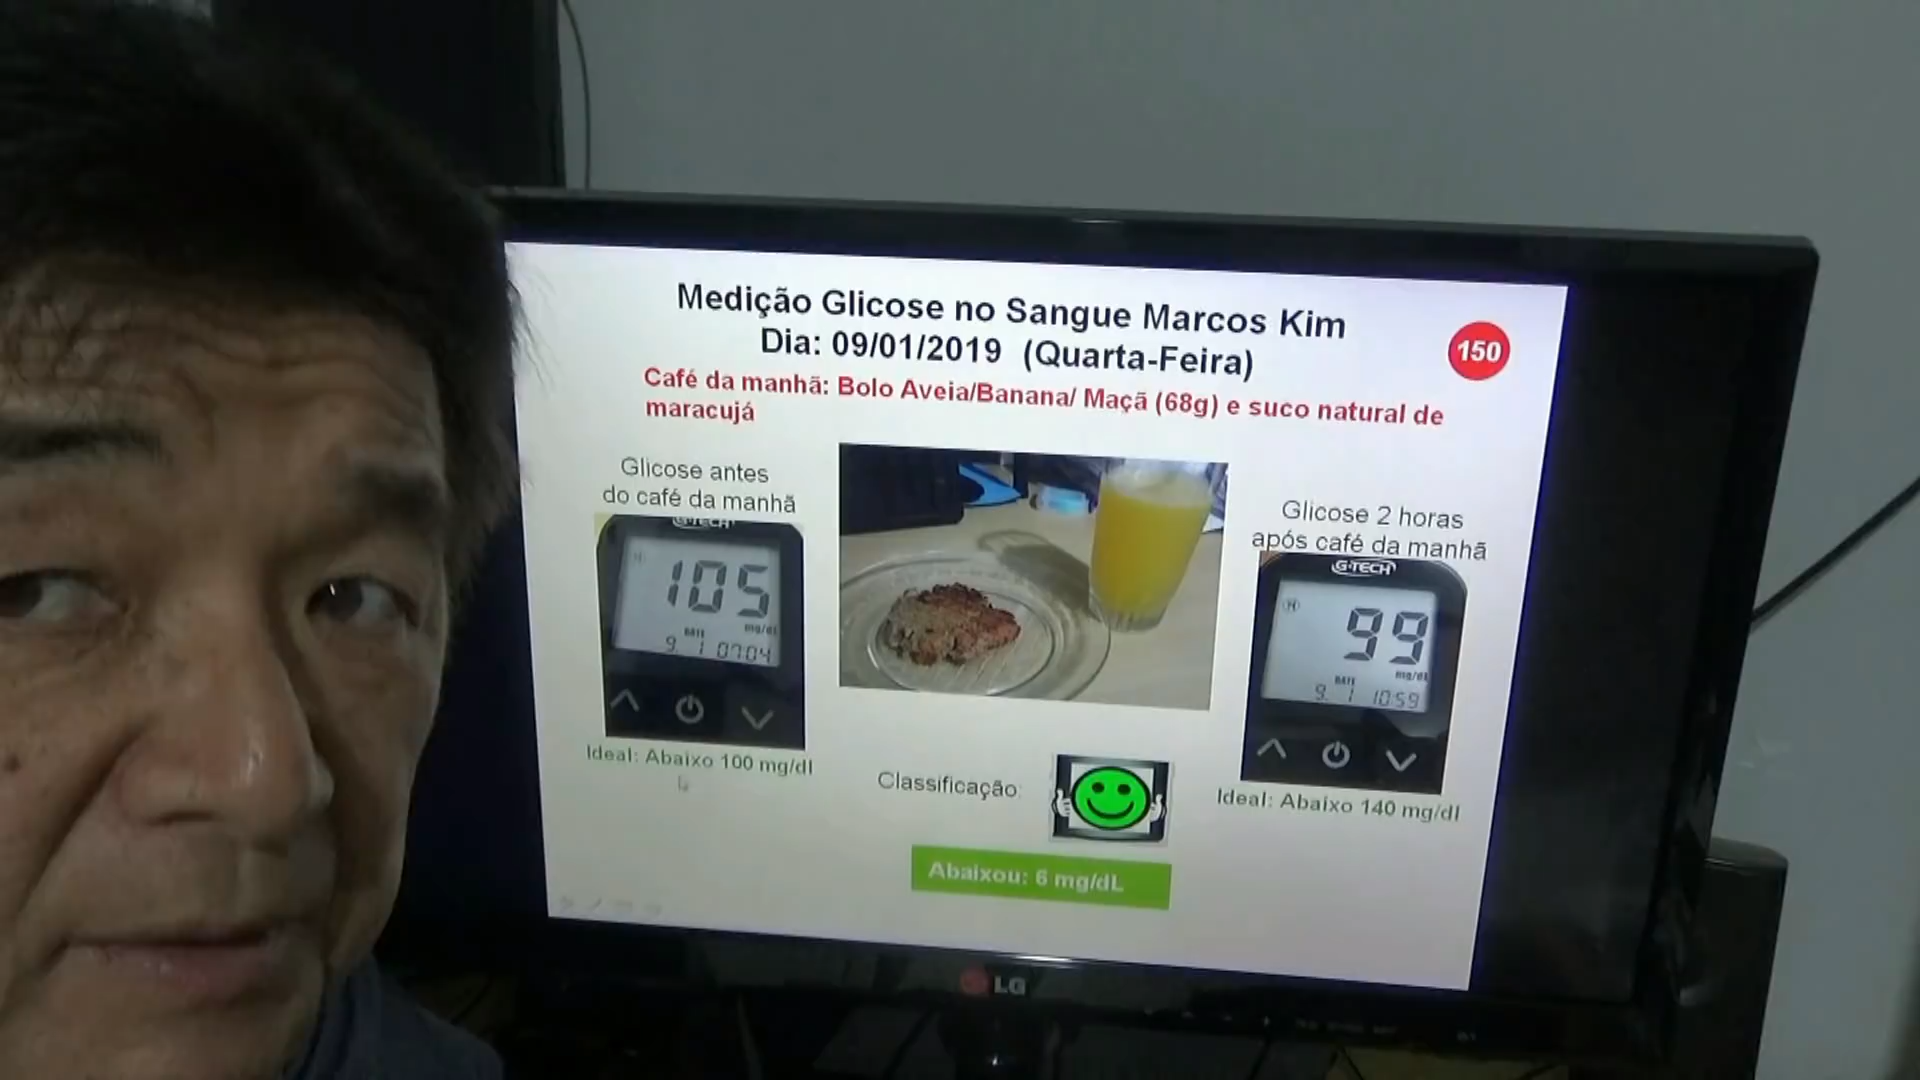 Medição Glicose no Sangue Marcos Kim
Dia: 09/01/2019 (Quarta-Feira)
150
Café da manhã: Bolo Aveia/Banana/ Maçã (68g) e suco natural de
maracujá
Glicose antes
do café da manhã
G-TECH
105
mg/dl
DATE
9. 1 07:04
Ideal: Abaixo 100 mg/dl
Glicose 2 horas
após café da manhã
G-TECH
99
mg/dl
DATE
9. 1 10:59
Ideal: Abaixo 140 mg/dl
Classificação
Abaixou: 6 mg/dL
LG